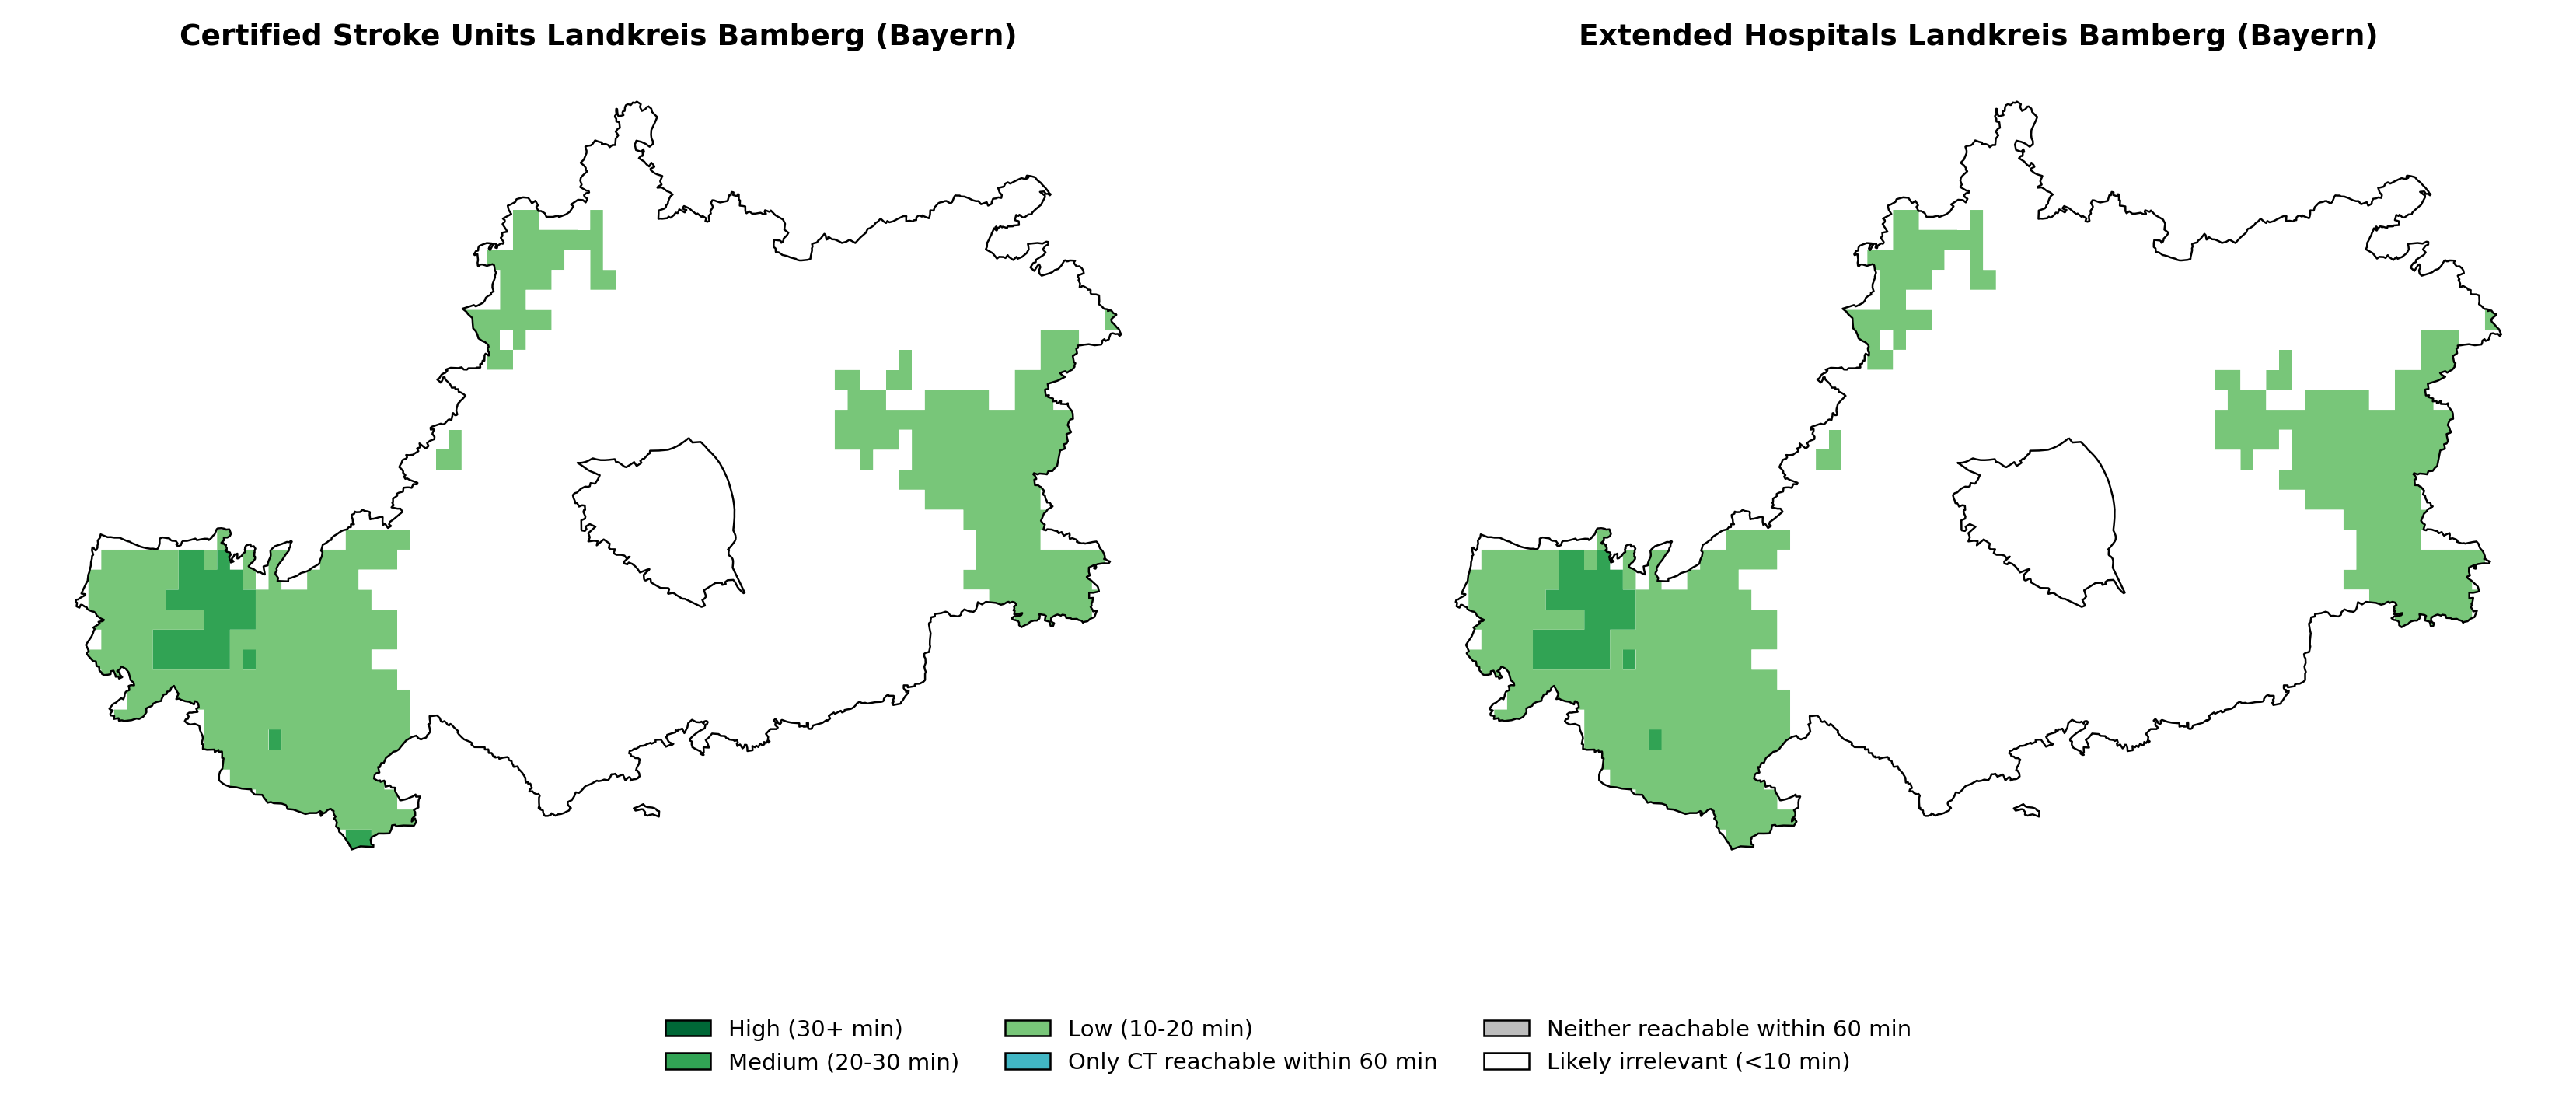 Certified Stroke Units Landkreis Bamberg (Bayern)
Extended Hospitals Landkreis Bamberg (Bayern)
High (30+ min)
Medium (20-30 min)
Low (10-20 min)
Only CT reachable within 60 min
Neither reachable within 60 min
Likely irrelevant (<10 min)